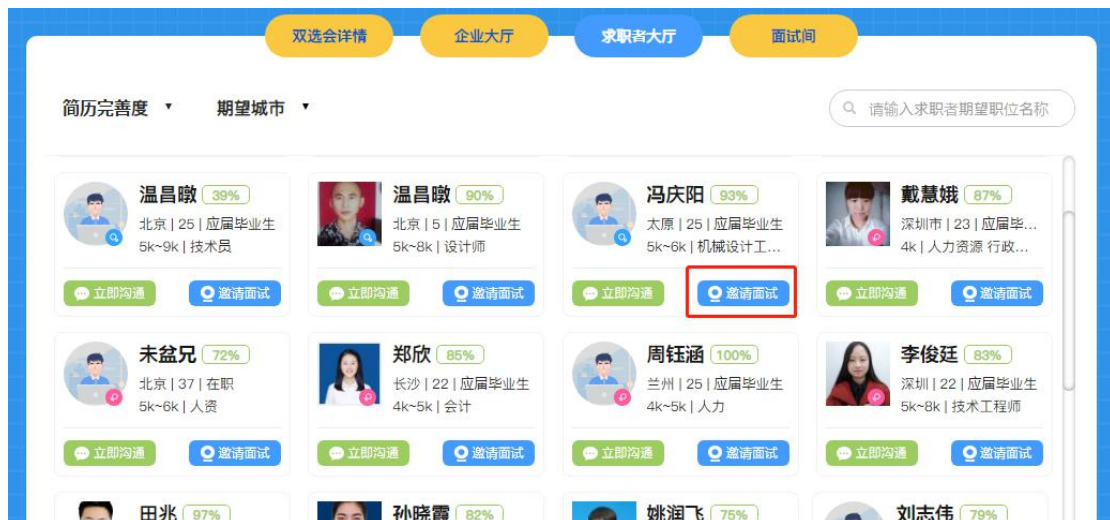 双选会详情 企业大厅 求职者大厅 面试间
简历完善度 ▼ 期望城市 ▼ 请输入求职者期望职位名称
温昌暾 39%
北京 | 25 | 应届毕业生
5k~9k | 技术员
立即沟通 邀请面试
温昌暾 90%
北京 | 5 | 应届毕业生
5k~8k | 设计师
立即沟通 邀请面试
冯庆阳 93%
太原 | 25 | 应届毕业生
5k~6k | 机械设计工...
立即沟通 邀请面试
戴慧娥 87%
深圳市 | 23 | 应届毕...
4k | 人力资源 行政...
立即沟通 邀请面试
未盆兄 72%
北京 | 37 | 在职
5k~6k | 人资
立即沟通 邀请面试
郑欣 85%
长沙 | 22 | 应届毕业生
4k~5k | 会计
立即沟通 邀请面试
周钰涵 100%
兰州 | 25 | 应届毕业生
4k~5k | 人力
立即沟通 邀请面试
李俊廷 83%
深圳 | 22 | 应届毕业生
5k~8k | 技术工程师
立即沟通 邀请面试
田兆 97%
孙晓霞 82%
姚润飞 75%
刘志伟 79%